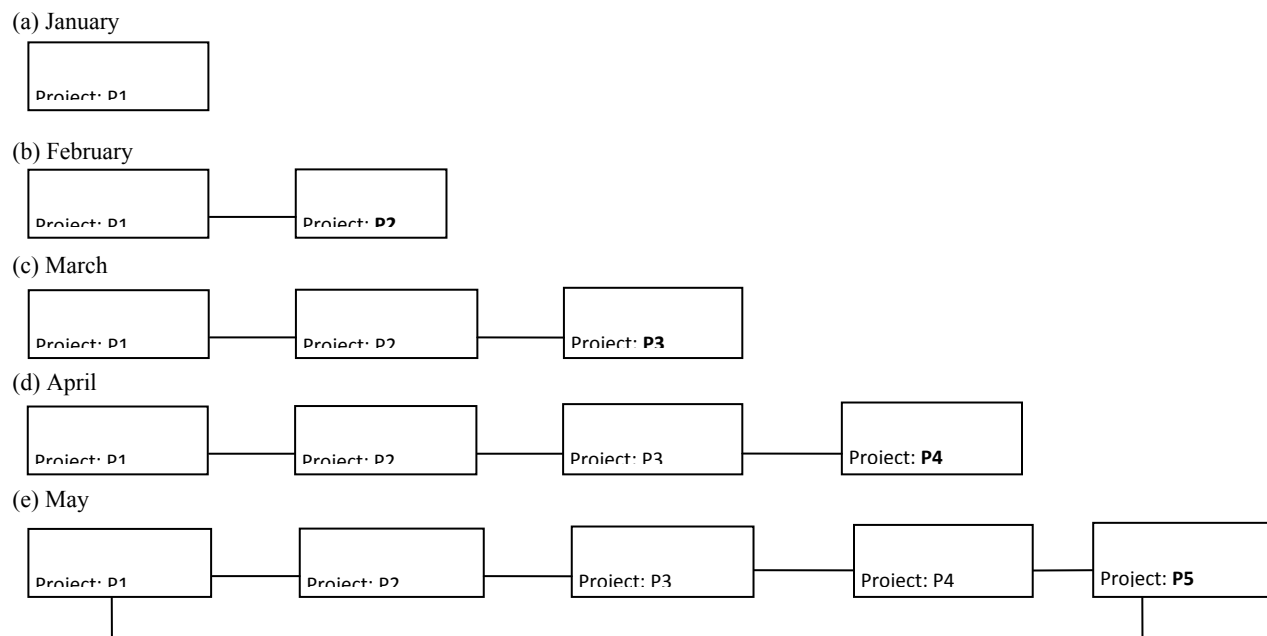 (a) January
Project: P1
(b) February
Project: P1 Project: P2
(c) March
Project: P1 Project: P2 Project: P3
(d) April
Project: P1 Project: P2 Project: P3 Project: P4
(e) May
Project: P1 Project: P2 Project: P3 Project: P4 Project: P5